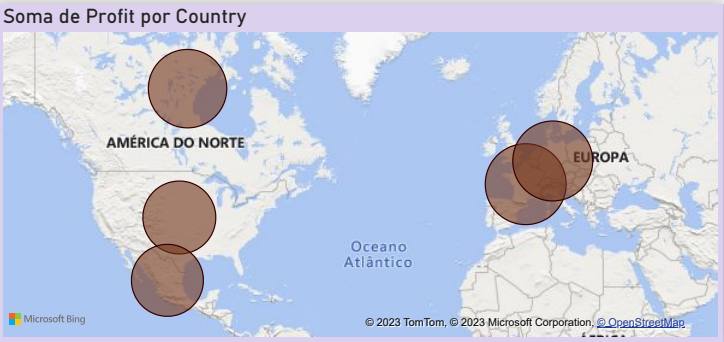 Soma de Profit por Country
AMÉRICA DO NORTE
EUROPA
Oceano
Atlântico
Microsoft Bing
© 2023 TomTom, © 2023 Microsoft Corporation, © OpenStreetMap